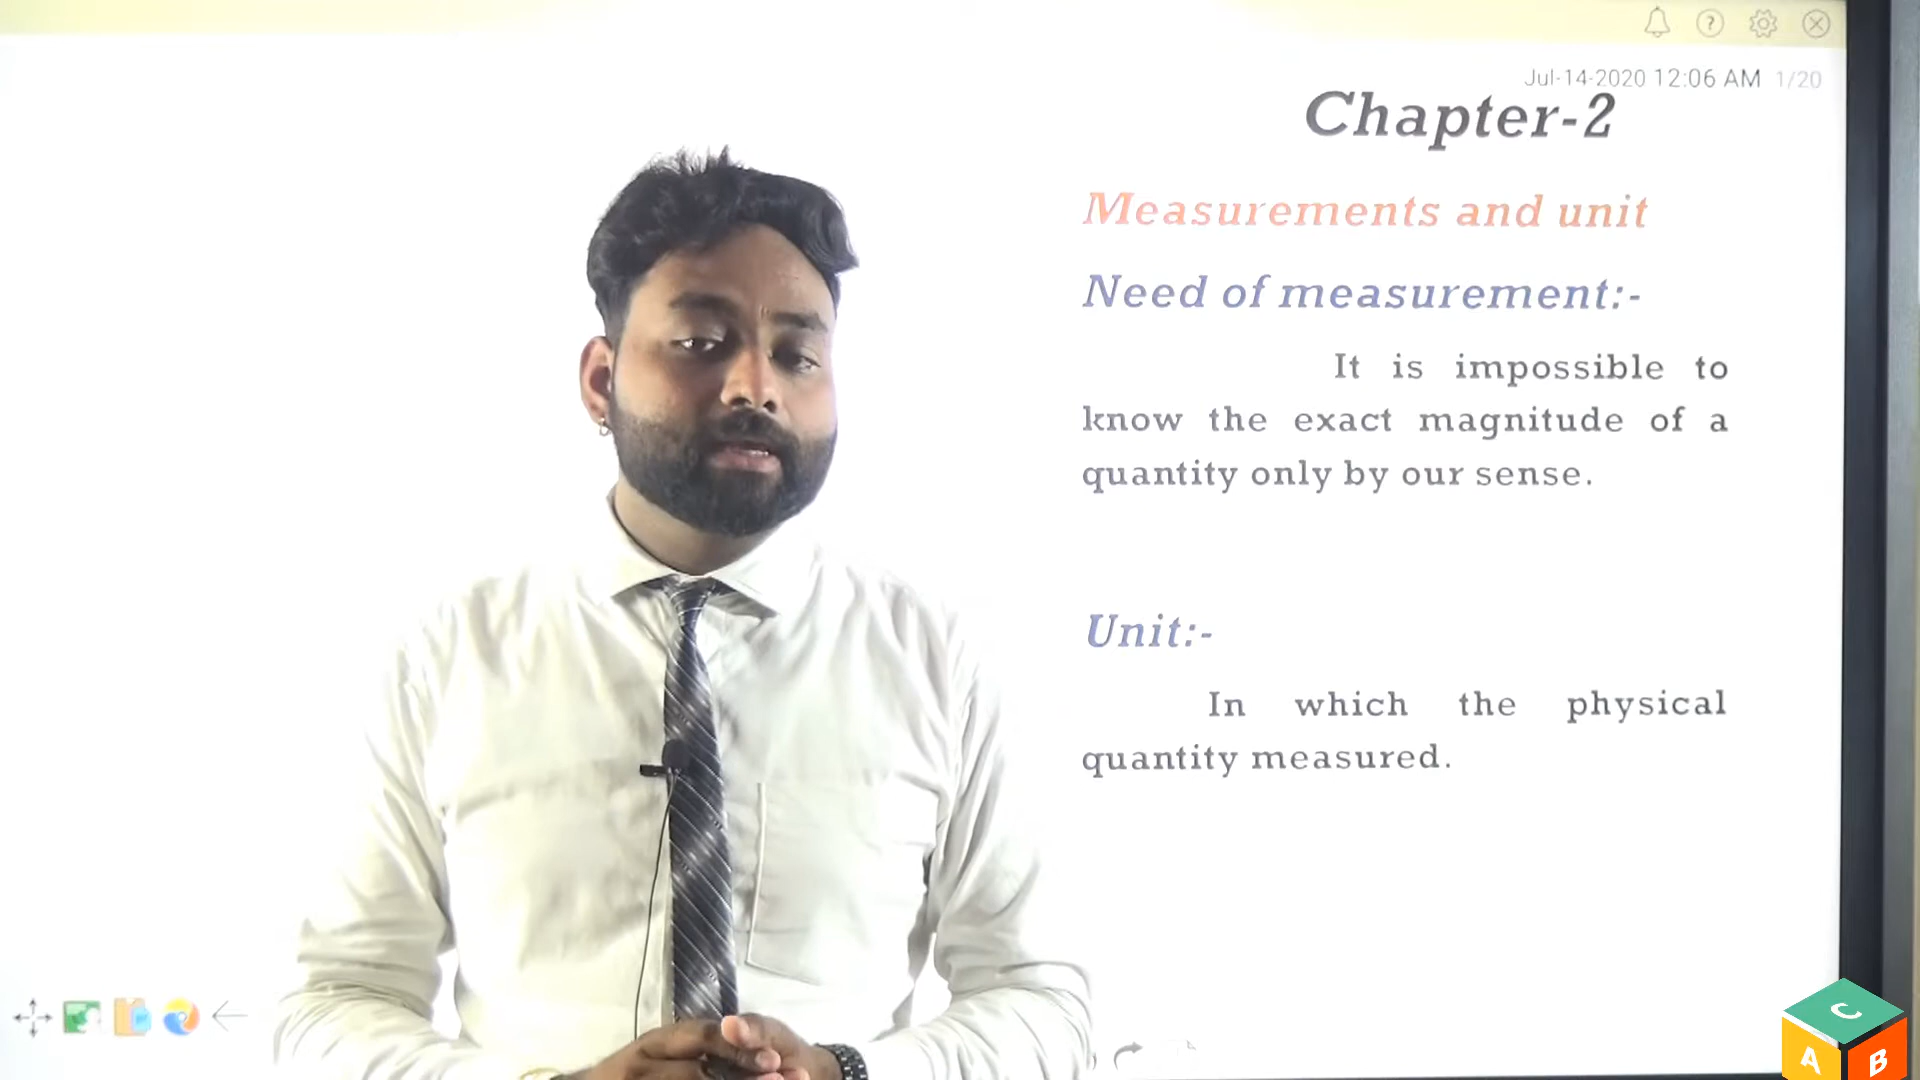 Jul-14-2020 12:06 AM 1/20
Chapter-2
Measurements and unit
Need of measurement:-
It is impossible to
know the exact magnitude of a
quantity only by our sense.
Unit:-
In which the physical
quantity measured.
C
A B